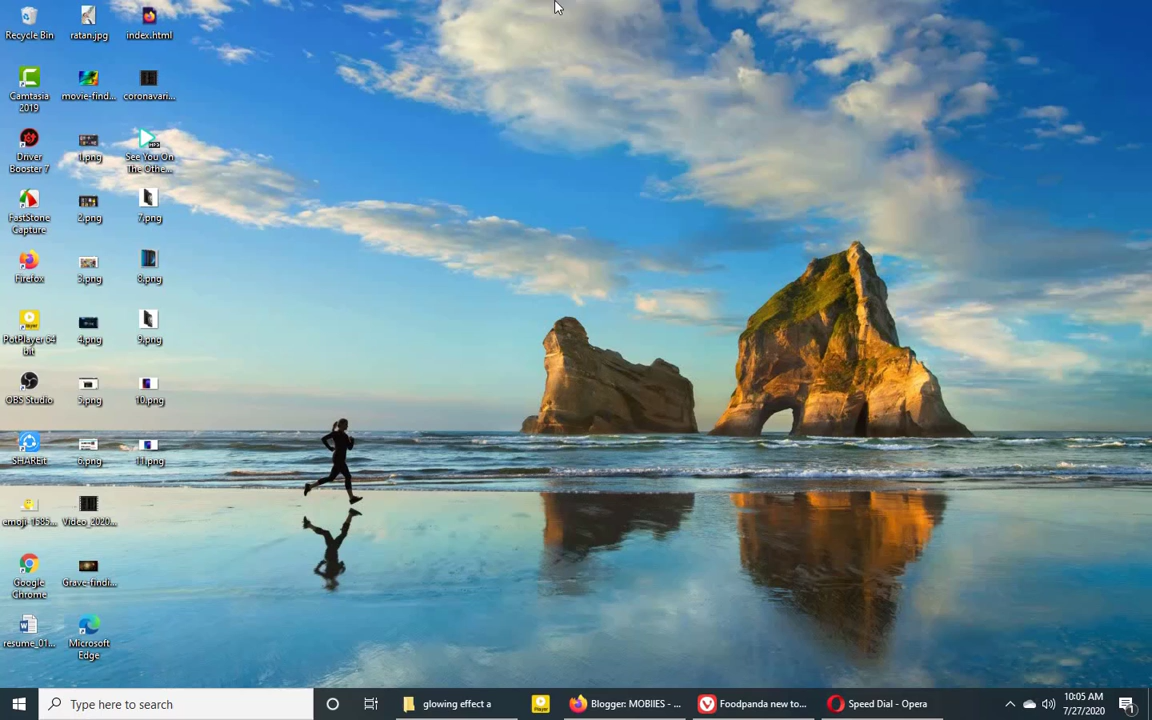 Recycle Bin
ratan.jpg
index.html
Camtasia
2019
movie-find...
coronavari...
Driver
Booster 7
1.png
See You On
The Othe...
FastStone
Capture
2.png
7.png
Firefox
3.png
8.png
PotPlayer 64
bit
4.png
9.png
OBS Studio
5.png
10.png
SHAREit
6.png
11.png
emoji-1585...
Video_2020...
Google
Chrome
Grave-findi...
resume_01...
Microsoft
Edge
Type here to search
glowing effect a
Blogger: MOBIIES - ...
Foodpanda new to...
Speed Dial - Opera
10:05 AM
7/27/2020
1